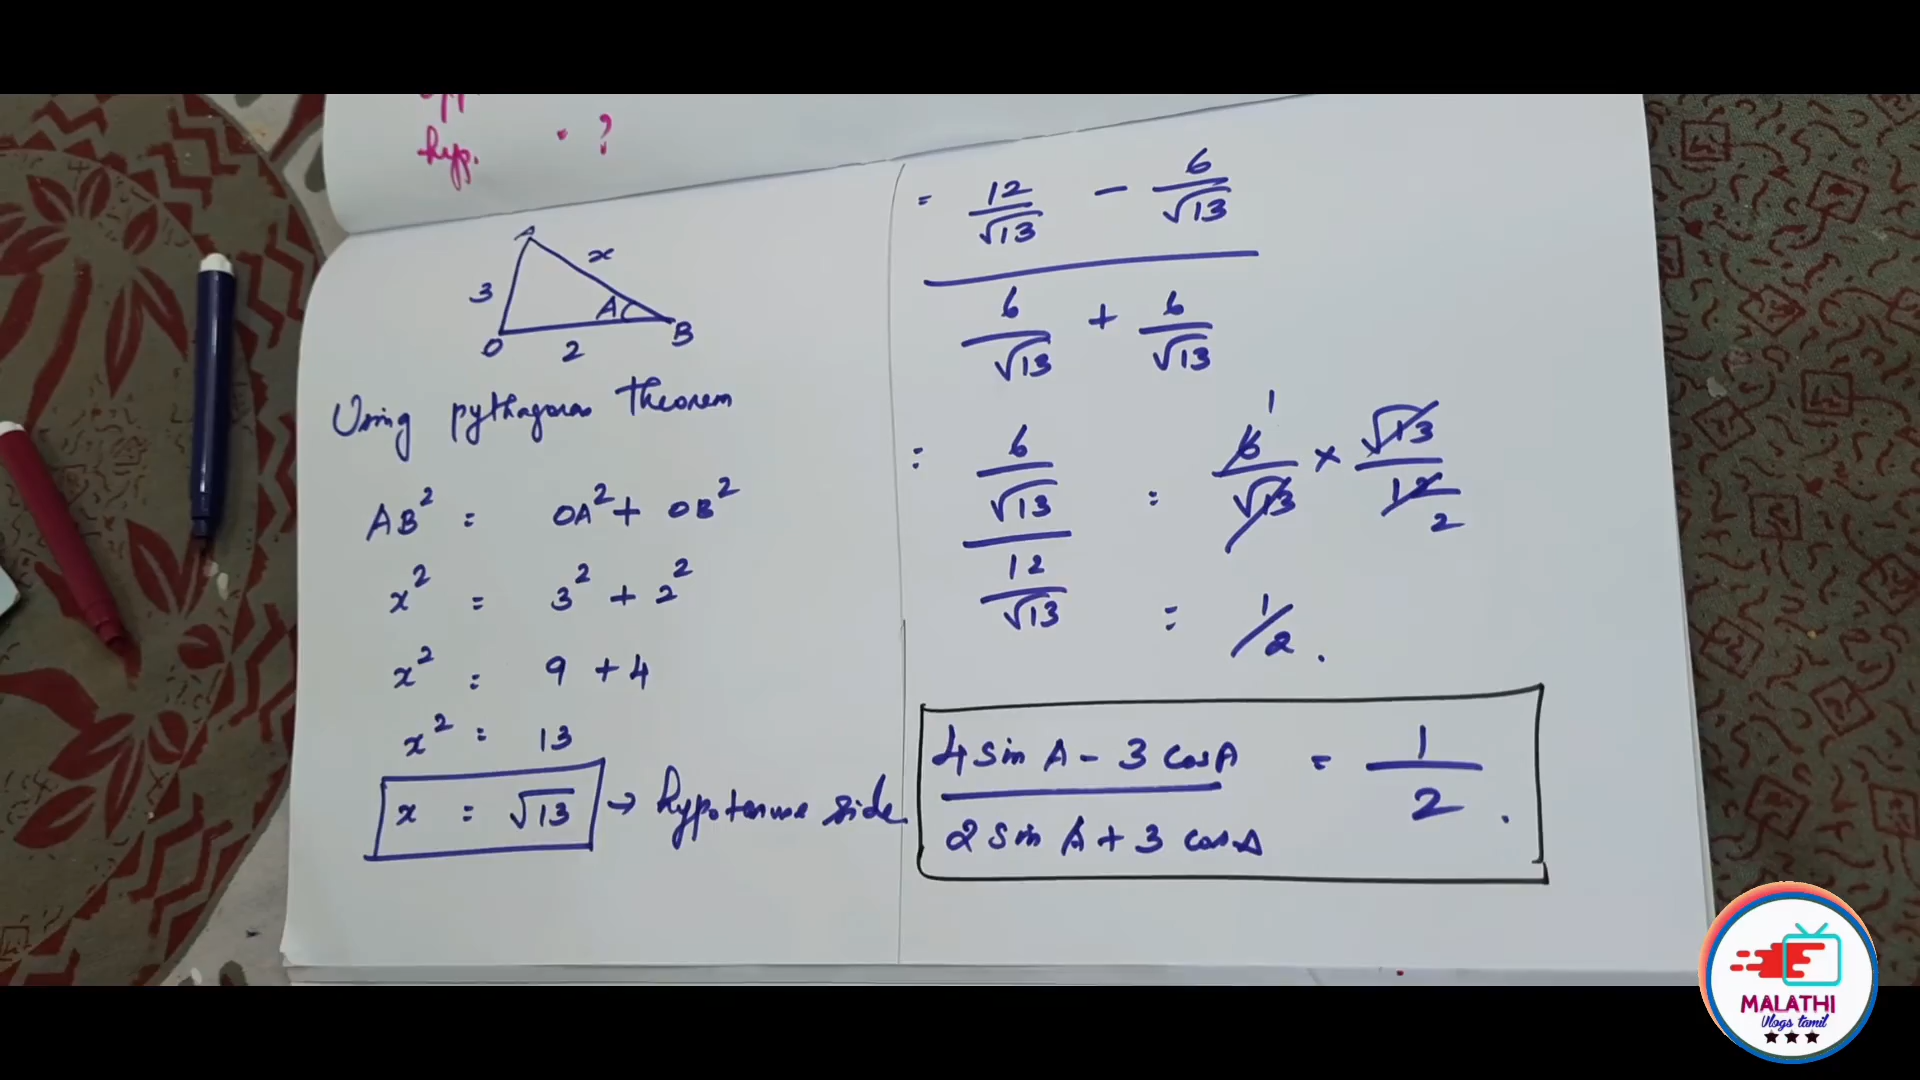 hyp. = ?
A
3 x
A
O 2 B
Using pythagoras theorem
AB² = OA² + OB²
x² = 3² + 2²
x² = 9 + 4
x² = 13
x = √13 → hypotenuse side
= 12/√13 - 6/√13
6/√13 + 6/√13
= 6/√13 / 12/√13 = 6/√13 × √13/12
1
2
= 1/2.
4 sin A - 3 cos A / 2 sin A + 3 cos A = 1/2.
MALATHI
Vlogs tamil